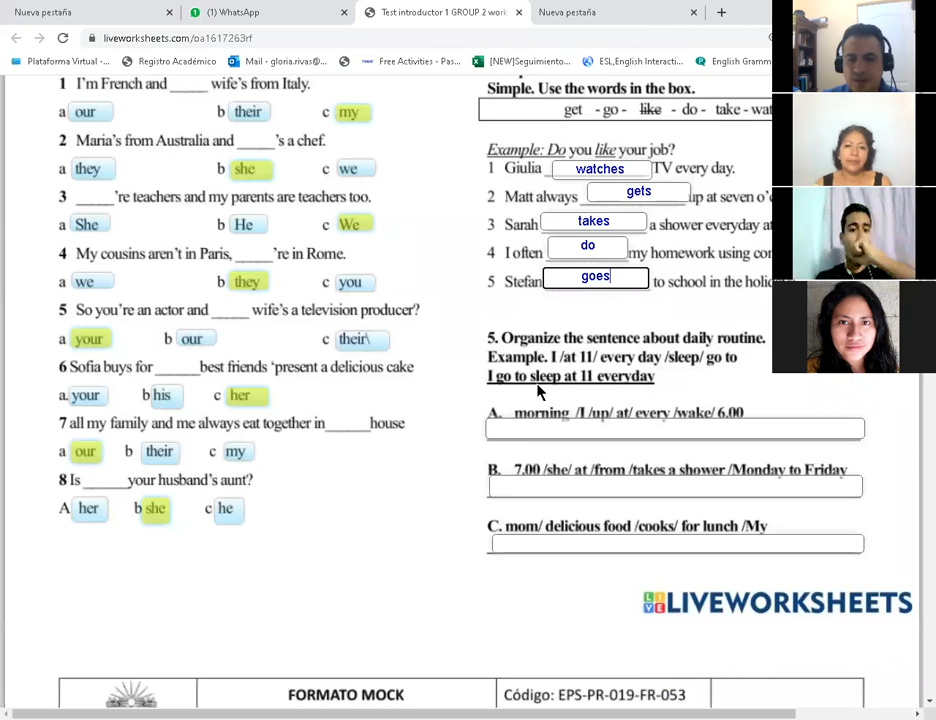 Nueva pestaña
(1) WhatsApp
Test introductor 1 GROUP 2 work
Nueva pestaña
liveworksheets.com/oa1617263rf
Plataforma Virtual -...
Registro Académico
Mail - gloria.rivas@...
Free Activities - Pas...
[NEW]Seguimiento...
ESL,English Interacti...
English Gramm
1 I'm French and _____ wife's from Italy.
a our b their c my
2 Maria's from Australia and _____'s a chef.
a they b she c we
3 _____'re teachers and my parents are teachers too.
a She b He c We
4 My cousins aren't in Paris, _____'re in Rome.
a we b they c you
5 So you're an actor and _____ wife's a television producer?
a your b our c their\
6 Sofia buys for _____best friends 'present a delicious cake
a. your b his c her
7 all my family and me always eat together in_____house
a our b their c my
8 Is _____your husband's aunt?
A her b she c he
Simple. Use the words in the box.
get - go - like - do - take - wat
Example: Do you like your job?
1 Giulia watches TV every day.
2 Matt always gets up at seven o'c
3 Sarah takes a shower everyday at
4 I often do my homework using con
5 Stefan goes to school in the holic
5. Organize the sentence about daily routine.
Example. I /at 11/ every day /sleep/ go to
I go to sleep at 11 everyday
A. morning /I /up/ at/ every /wake/ 6.00
B. 7.00 /she/ at /from /takes a shower /Monday to Friday
C. mom/ delicious food /cooks/ for lunch /My
LIVE LIVEWORKSHEETS
FORMATO MOCK
Código: EPS-PR-019-FR-053